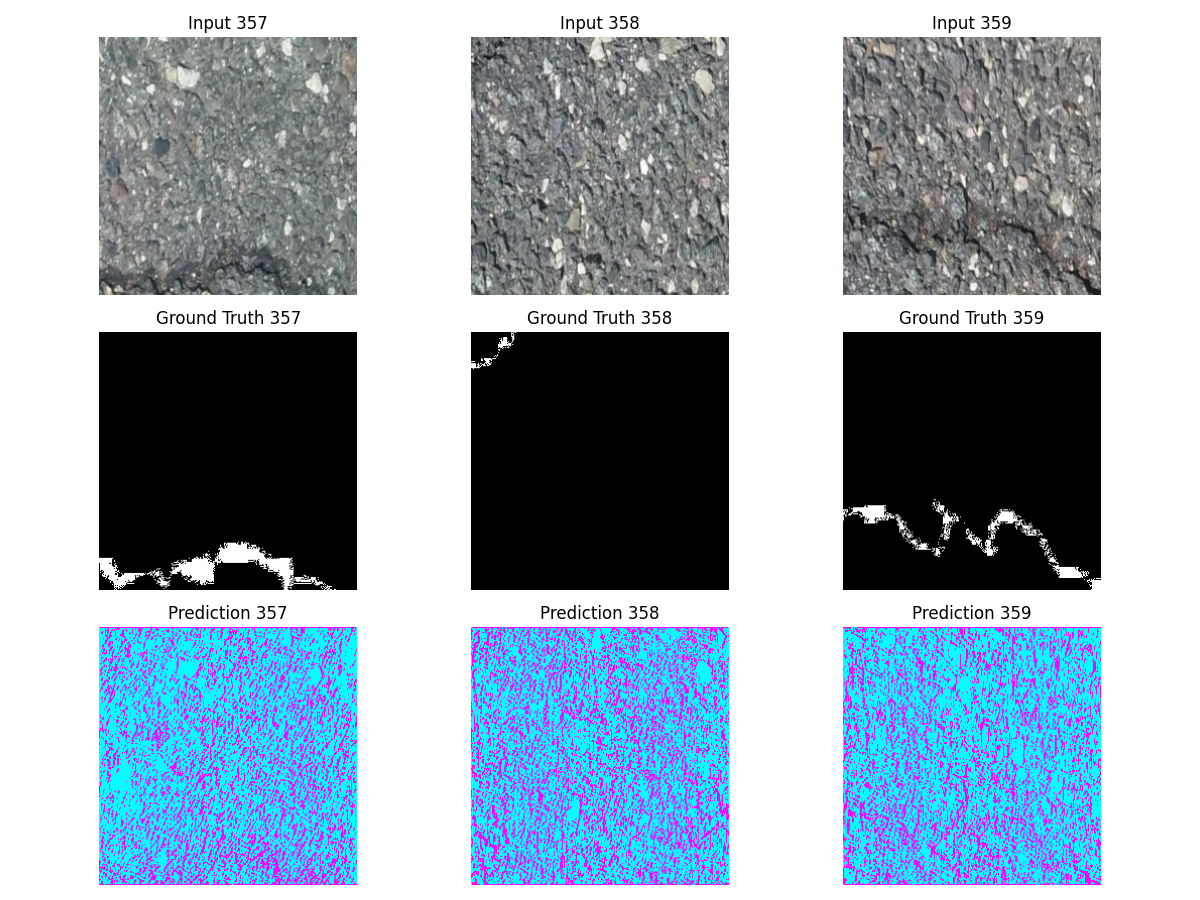 Input 357
Input 358
Input 359
Ground Truth 357
Ground Truth 358
Ground Truth 359
Prediction 357
Prediction 358
Prediction 359